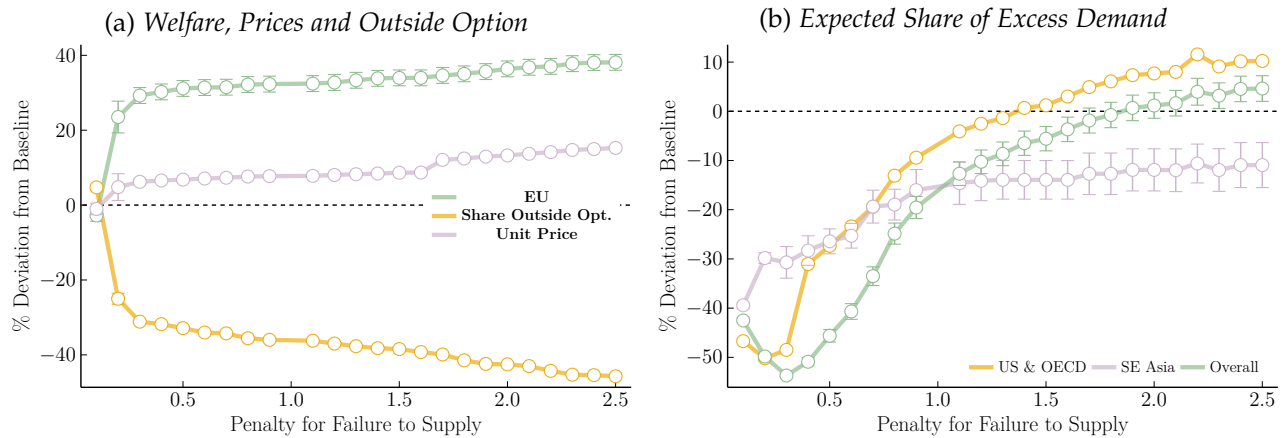 (a) Welfare, Prices and Outside Option
% Deviation from Baseline
40
20
0
−20
−40
EU
Share Outside Opt.
Unit Price
0.5
1.0
1.5
2.0
2.5
Penalty for Failure to Supply
(b) Expected Share of Excess Demand
% Deviation from Baseline
10
0
−10
−20
−30
−40
−50
US & OECD
SE Asia
Overall
0.5
1.0
1.5
2.0
2.5
Penalty for Failure to Supply